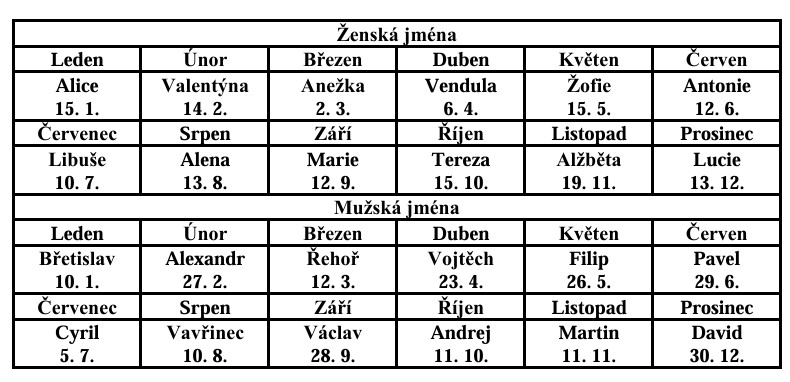 Ženská jména
Leden Únor Březen Duben Květen Červen
Alice Valentýna Anežka Vendula Žofie Antonie
15. 1. 14. 2. 2. 3. 6. 4. 15. 5. 12. 6.
Červenec Srpen Září Říjen Listopad Prosinec
Libuše Alena Marie Tereza Alžběta Lucie
10. 7. 13. 8. 12. 9. 15. 10. 19. 11. 13. 12.
Mužská jména
Leden Únor Březen Duben Květen Červen
Břetislav Alexandr Řehoř Vojtěch Filip Pavel
10. 1. 27. 2. 12. 3. 23. 4. 26. 5. 29. 6.
Červenec Srpen Září Říjen Listopad Prosinec
Cyril Vavřinec Václav Andrej Martin David
5. 7. 10. 8. 28. 9. 11. 10. 11. 11. 30. 12.